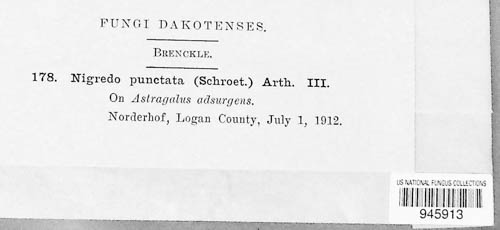 FUNGI DAKOTENSES.
BRENCKLE.
178. Nigredo punctata (Schroet.) Arth. III.
On Astragalus adsurgens.
Norderhof, Logan County, July 1, 1912.
US NATIONAL FUNGUS COLLECTIONS
945913